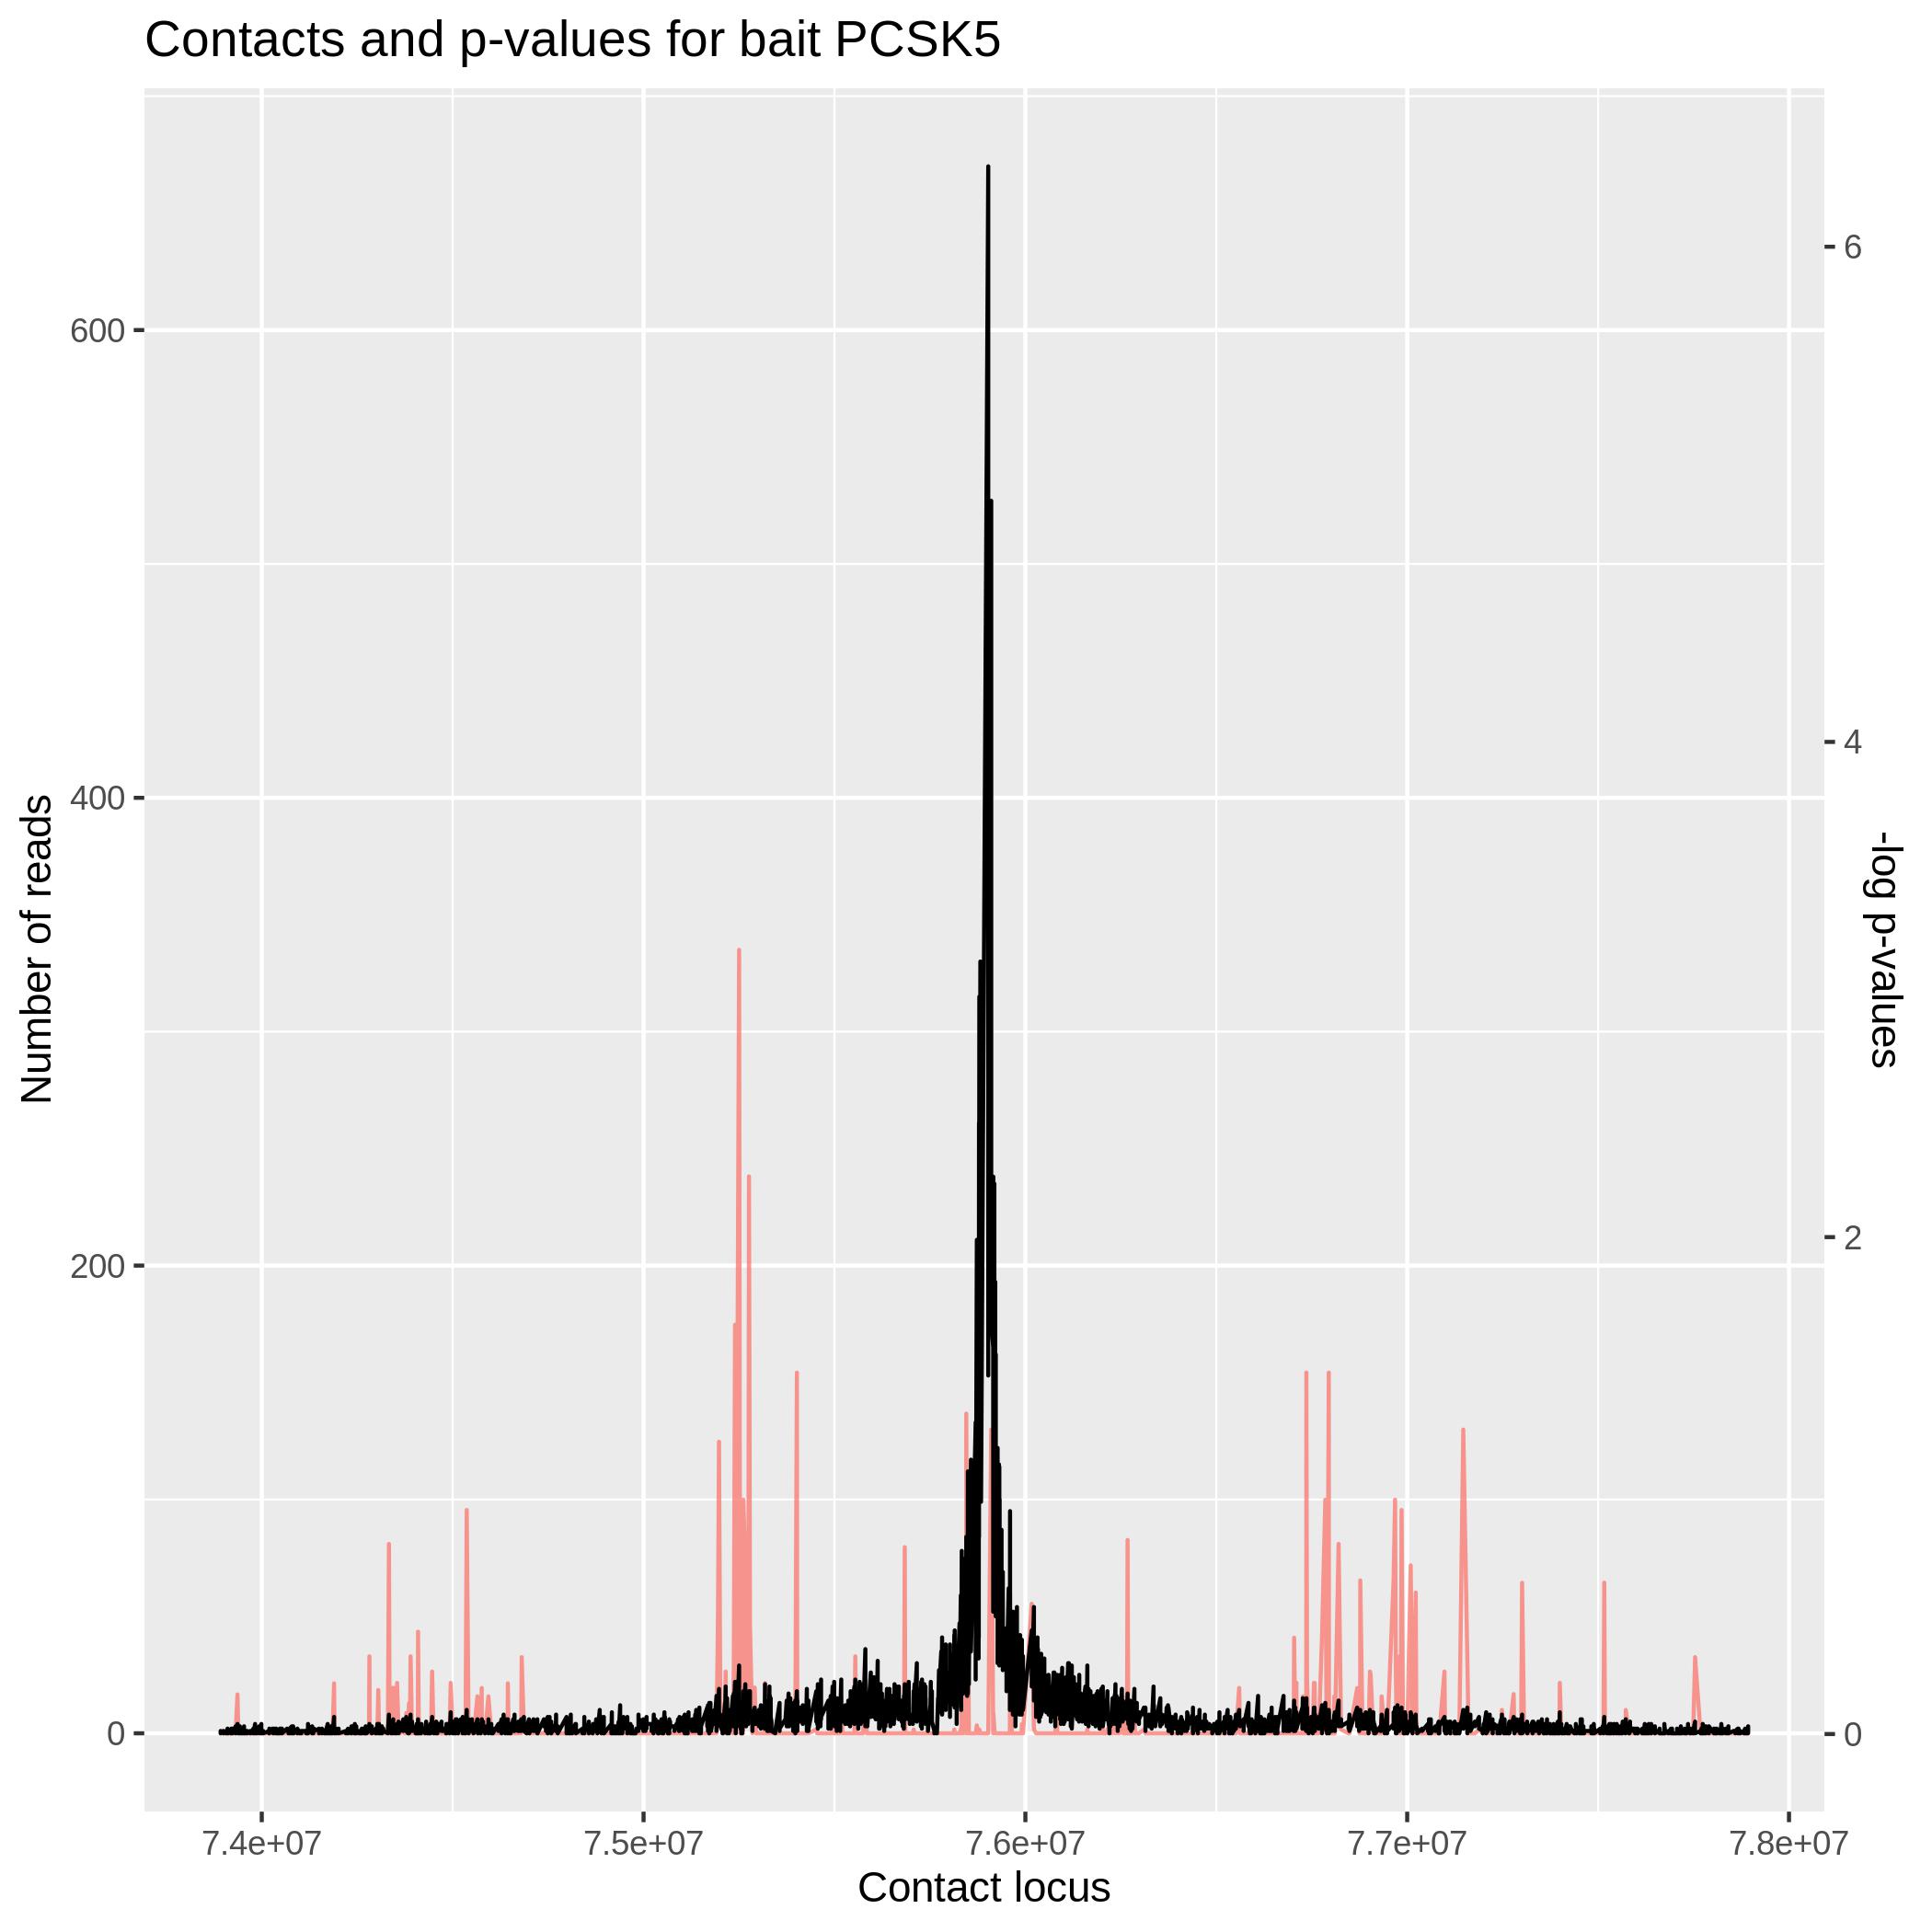 Contacts and p-values for bait PCSK5
600
400
200
0
Number of reads
6
4
2
0
-log p-values
7.4e+07
7.5e+07
7.6e+07
7.7e+07
7.8e+07
Contact locus